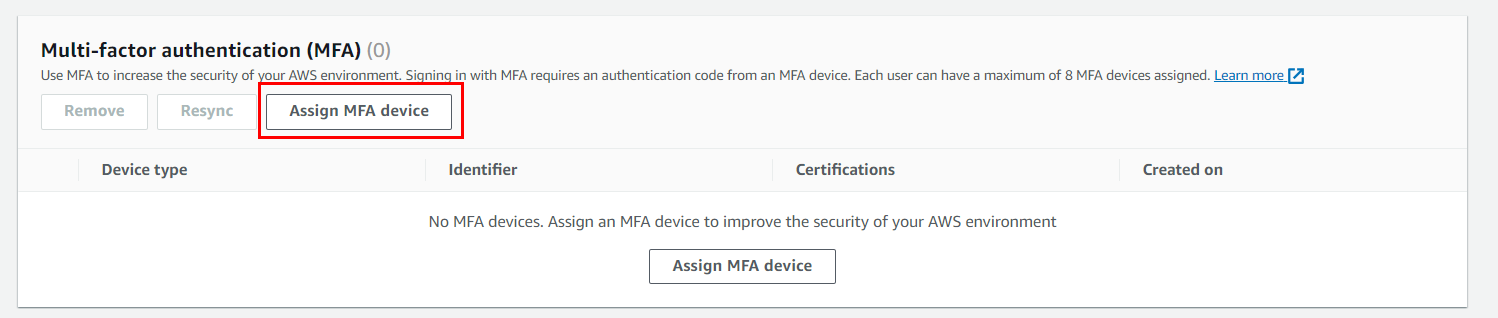 Multi-factor authentication (MFA) (0)
Use MFA to increase the security of your AWS environment. Signing in with MFA requires an authentication code from an MFA device. Each user can have a maximum of 8 MFA devices assigned. Learn more
Remove Resync Assign MFA device
Device type Identifier Certifications Created on
No MFA devices. Assign an MFA device to improve the security of your AWS environment
Assign MFA device